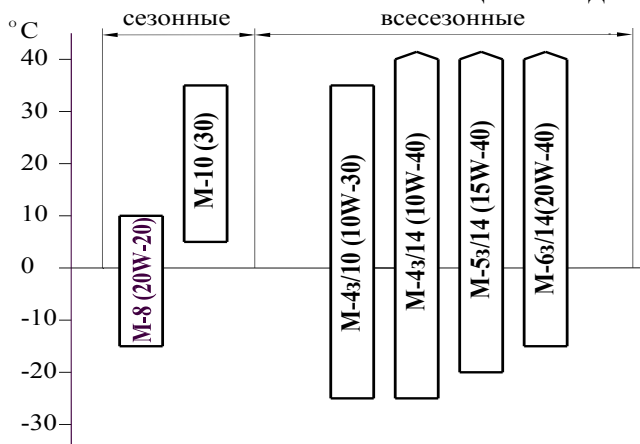 сезонные
всесезонные
°C
40
30
20
10
0
-10
-20
-30
М-8 (20W-20)
М-10 (30)
М-4з/10 (10W-30)
М-4з/14 (10W-40)
М-5з/14 (15W-40)
М-6з/14(20W-40)